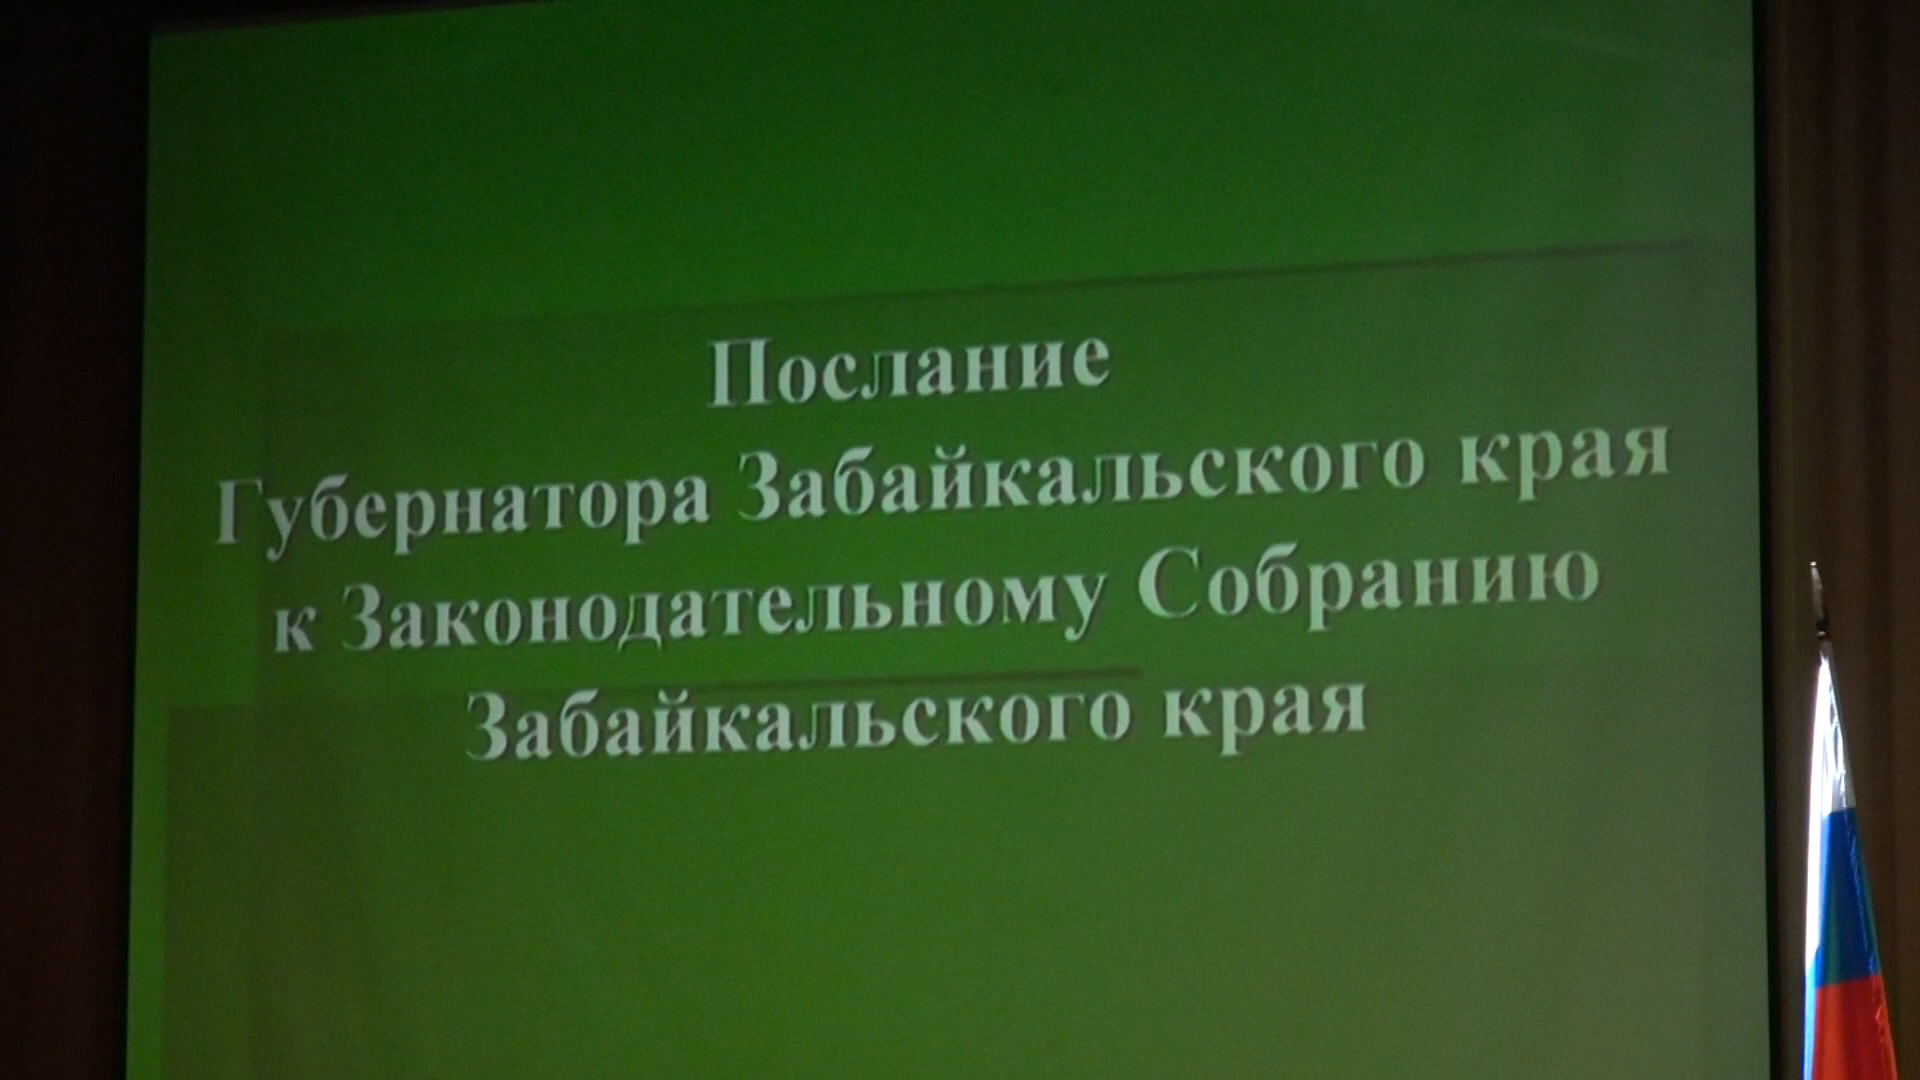 Послание
Губернатора Забайкальского края
к Законодательному Собранию
Забайкальского края